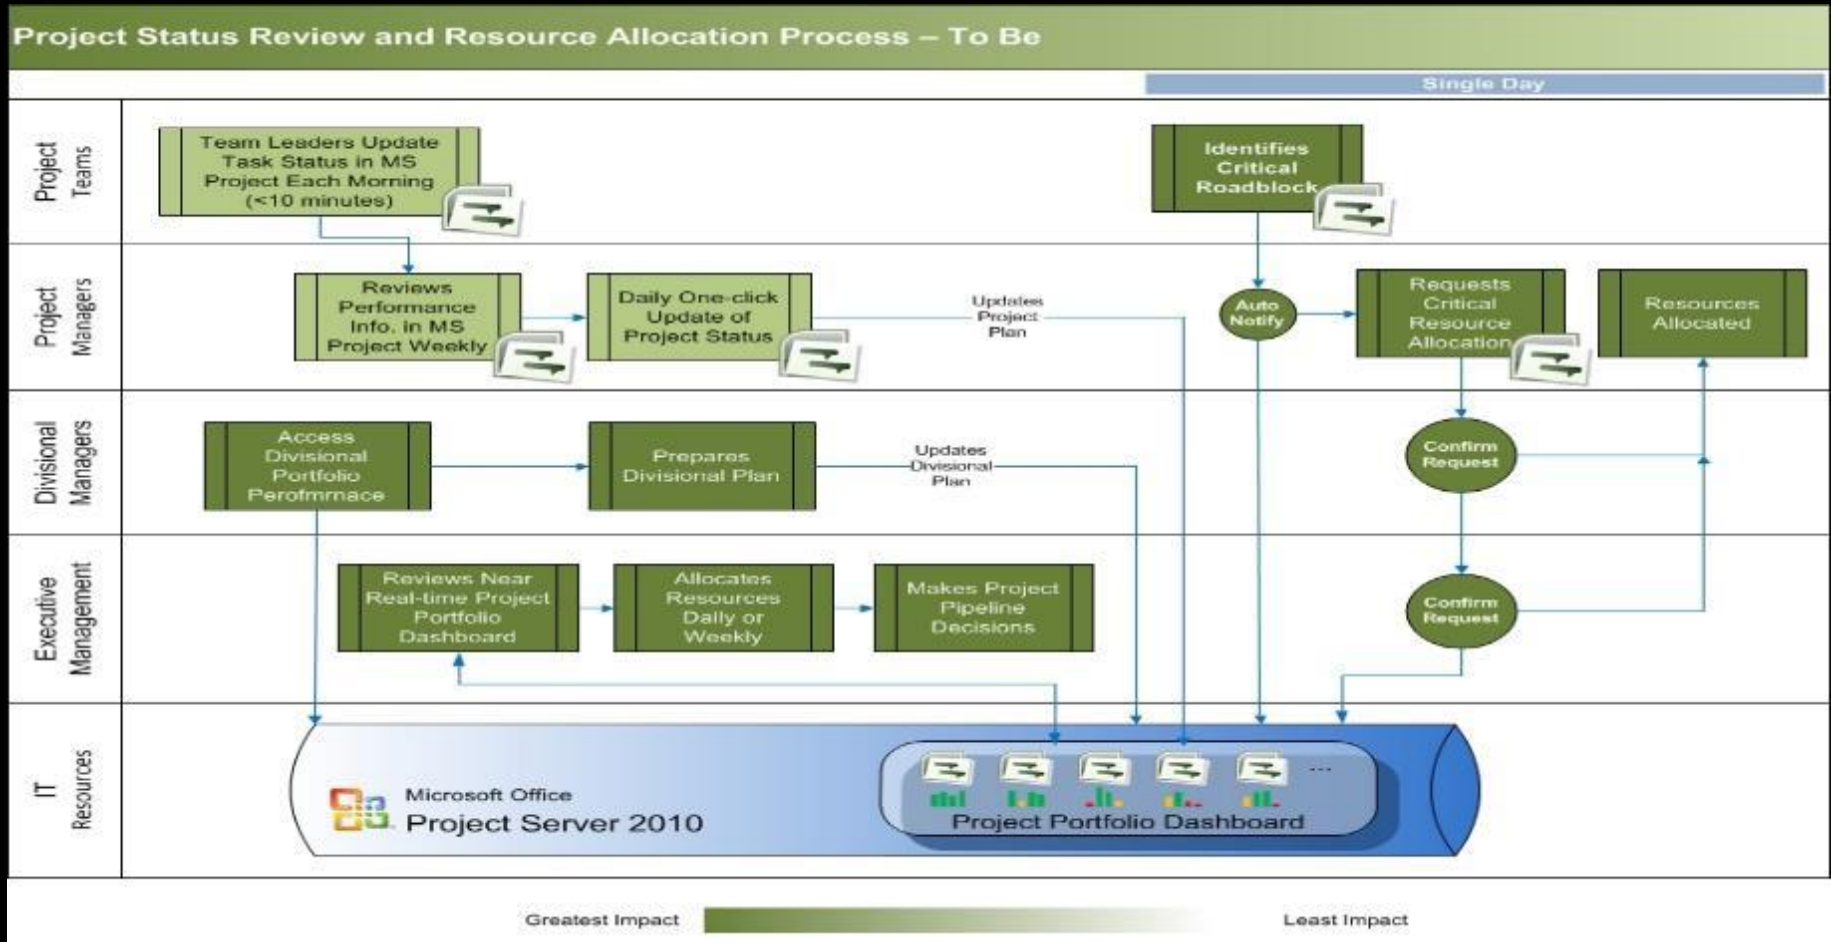 Project Status Review and Resource Allocation Process – To Be
Single Day
Project
Teams
Team Leaders Update
Task Status in MS
Project Each Morning
(<10 minutes)
Identifies
Critical
Roadblock
Project
Managers
Reviews
Performance
Info. in MS
Project Weekly
Daily One-click
Update of
Project Status
Updates
Project
Plan
Auto
Notify
Requests
Critical
Resource
Allocation
Resources
Allocated
Divisional
Managers
Access
Divisional
Portfolio
Perofmrnace
Prepares
Divisional Plan
Updates
Divisional
Plan
Confirm
Request
Executive
Management
Reviews Near
Real-time Project
Portfolio
Dashboard
Allocates
Resources
Daily or
Weekly
Makes Project
Pipeline
Decisions
Confirm
Request
IT
Resources
Microsoft Office
Project Server 2010
...
Project Portfolio Dashboard
Greatest Impact
Least Impact